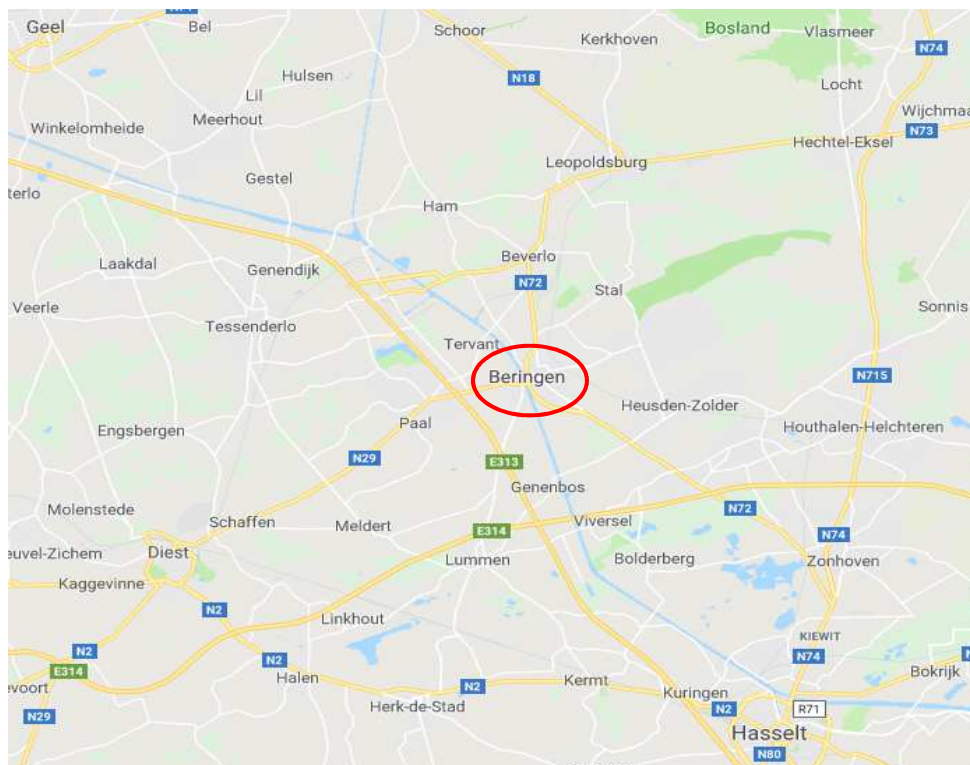 Geel
Bel
Schoor
Kerkhoven
Bosland
Vlasmeer
N74
Hulsen
N18
Lil
Locht
Meerhout
Wijchmaa
Winkelomheide
N73
Hechtel-Eksel
Leopoldsburg
Gestel
terlo
Ham
Beverlo
Laakdal
Genendijk
N72
Stal
Veerle
Sonnis
Tessenderlo
Tervant
Beringen
N715
Heusden-Zolder
Paal
Engsbergen
Houthalen-Helchteren
N29
E313
Genenbos
Molenstede
N72
Schaffen
Meldert
Viversel
E314
N74
euvel-Zichem
Diest
Lummen
Bolderberg
Zonhoven
Kaggevinne
N2
Linkhout
KIEWIT
N2
N2
N74
E314
Halen
N2
Kermt
Bokrijk
evoort
Kuringen
Herk-de-Stad
N2
R71
N29
Hasselt
N80